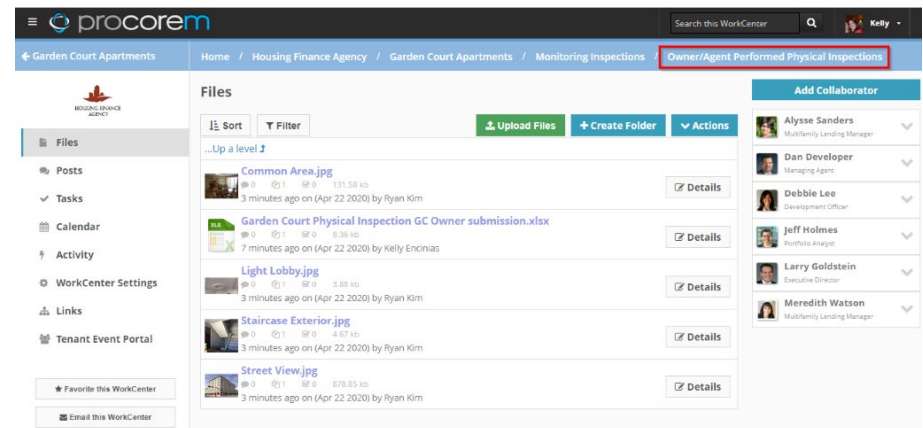 ≡ procorem
Search this WorkCenter
Kelly
Garden Court Apartments
Home / Housing Finance Agency / Garden Court Apartments / Monitoring Inspections / Owner/Agent Performed Physical Inspections
HOUSING FINANCE
AGENCY
Files
Posts
Tasks
Calendar
Activity
WorkCenter Settings
Links
Tenant Event Portal
★ Favorite this WorkCenter
Email this WorkCenter
Files
Sort
Filter
Upload Files
+ Create Folder
Actions
...Up a level
Common Area.jpg
0 1 0 131.58 kb
3 minutes ago on (Apr 22 2020) by Ryan Kim
Details
XLS
Garden Court Physical Inspection GC Owner submission.xlsx
0 1 0 8.36 kb
7 minutes ago on (Apr 22 2020) by Kelly Encinias
Details
Light Lobby.jpg
0 1 0 3.88 kb
3 minutes ago on (Apr 22 2020) by Ryan Kim
Details
Staircase Exterior.jpg
0 1 0 4.67 kb
3 minutes ago on (Apr 22 2020) by Ryan Kim
Details
Street View.jpg
0 1 0 878.85 kb
3 minutes ago on (Apr 22 2020) by Ryan Kim
Details
Add Collaborator
Alysse Sanders
Multifamily Landing Manager
Dan Developer
Managing Agent
Debbie Lee
Development Officer
Jeff Holmes
Portfolio Analyst
Larry Goldstein
Executive Director
Meredith Watson
Multifamily Landing Manager